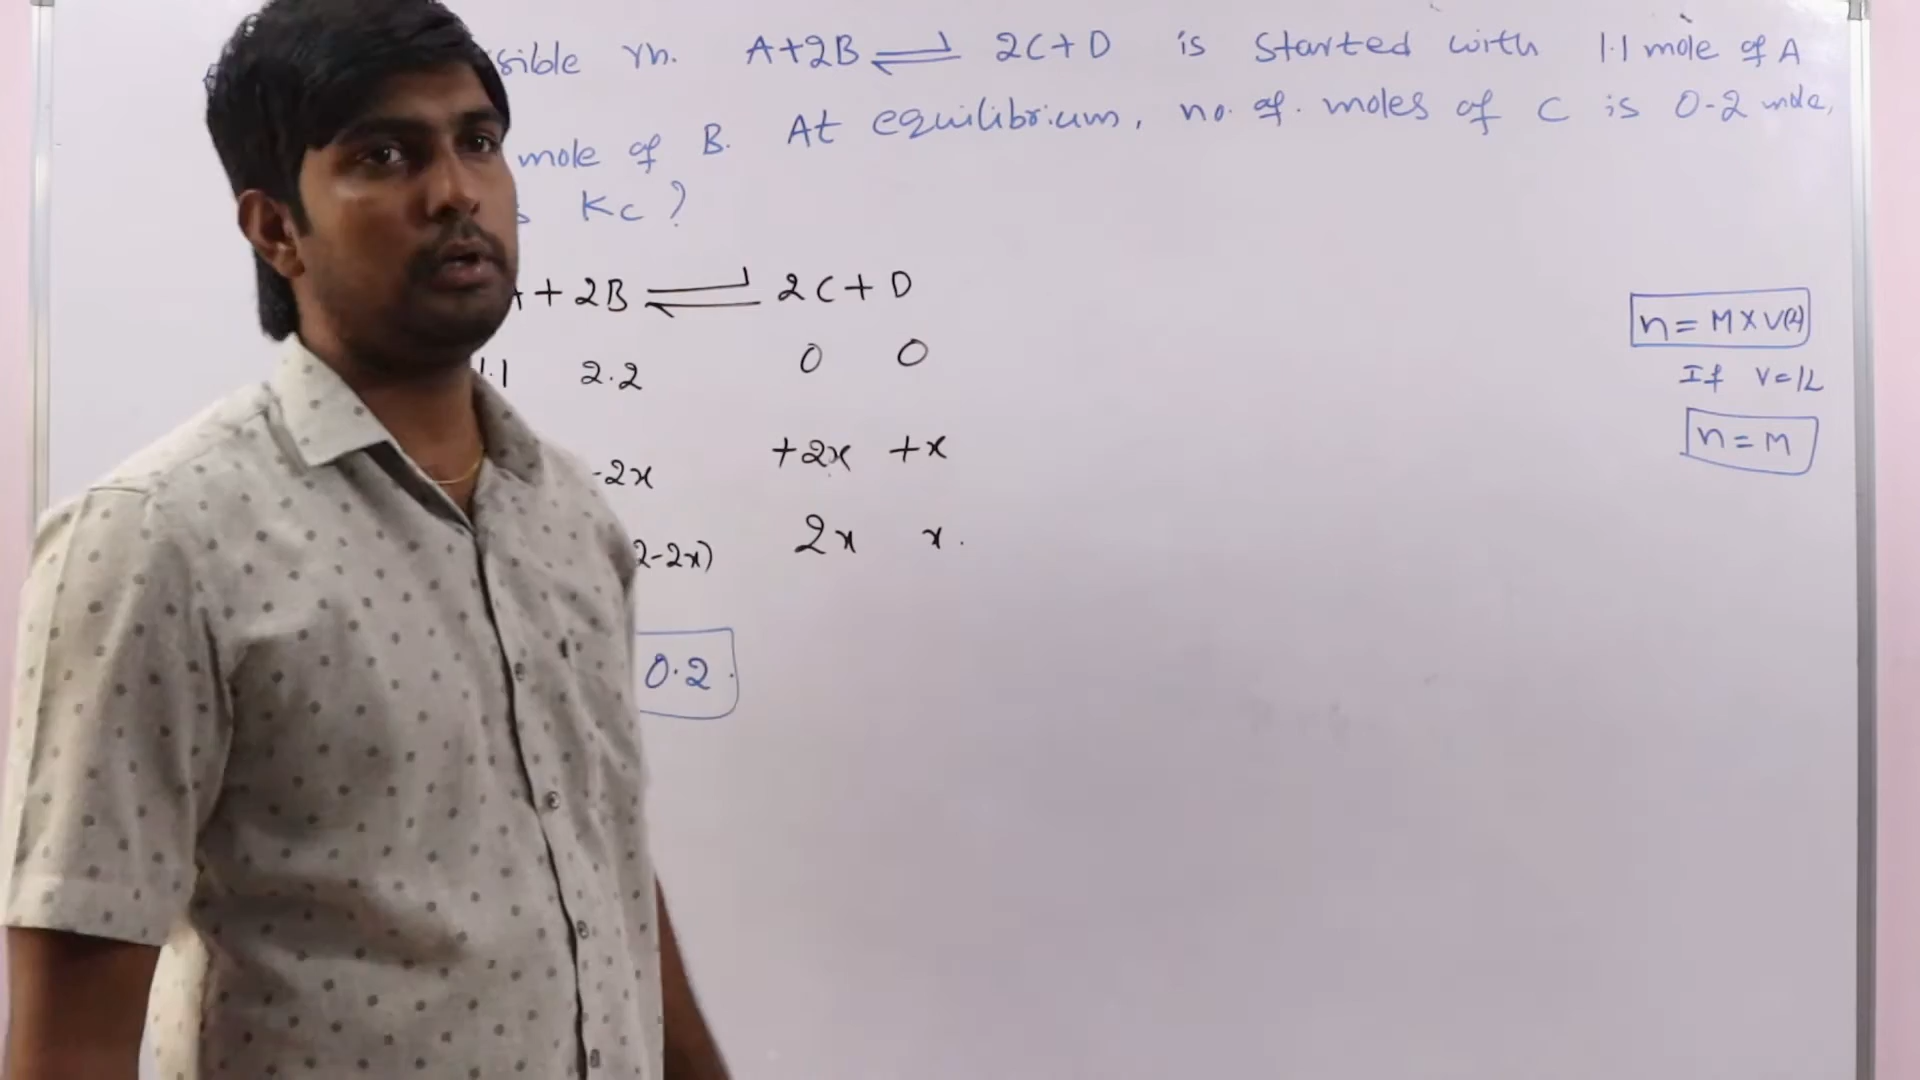 sible rn. A+2B ⇌ 2C+D is started with 1.1 mole of A
mole of B. At equilibrium, no. of. moles of C is 0.2 mole,
Kc ?
+ 2B ⇌ 2C + D
1.1 2.2 0 0
-2x +2x +x
2-2x) 2x x.
0.2
n = M X V(L)
If V=1L
n = M